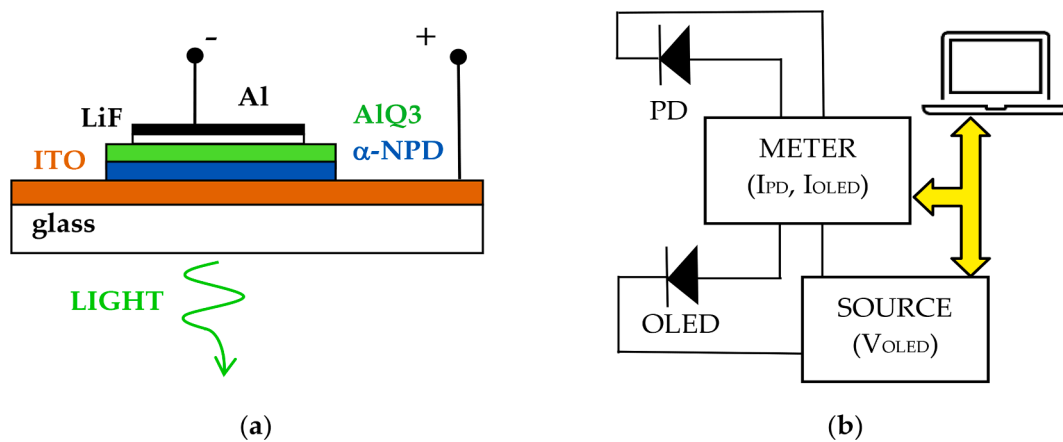 -
+
Al
LiF
AlQ3
ITO
α-NPD
glass
LIGHT
(a)
PD
METER
(IPD, IOLED)
OLED
SOURCE
(VOLED)
(b)